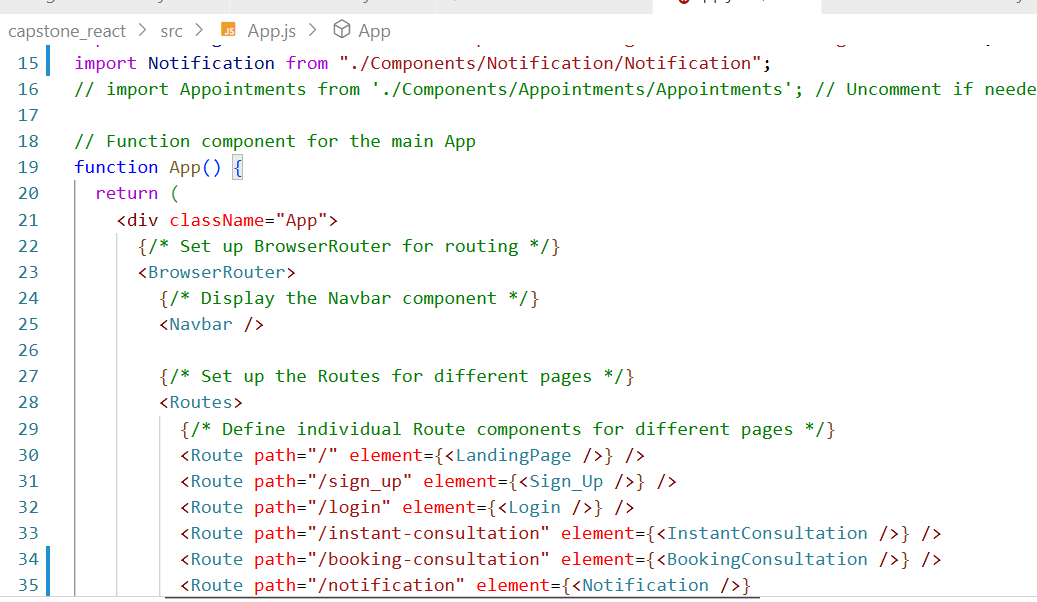 capstone_react > src > JS App.js > App
15 import Notification from "./Components/Notification/Notification";
16 // import Appointments from './Components/Appointments/Appointments'; // Uncomment if neede
17
18 // Function component for the main App
19 function App() {
20 return (
21 <div className="App">
22 {/* Set up BrowserRouter for routing */}
23 <BrowserRouter>
24 {/* Display the Navbar component */}
25 <Navbar />
26
27 {/* Set up the Routes for different pages */}
28 <Routes>
29 {/* Define individual Route components for different pages */}
30 <Route path="/" element={<LandingPage />} />
31 <Route path="/sign_up" element={<Sign_Up />} />
32 <Route path="/login" element={<Login />} />
33 <Route path="/instant-consultation" element={<InstantConsultation />} />
34 <Route path="/booking-consultation" element={<BookingConsultation />} />
35 <Route path="/notification" element={<Notification />}